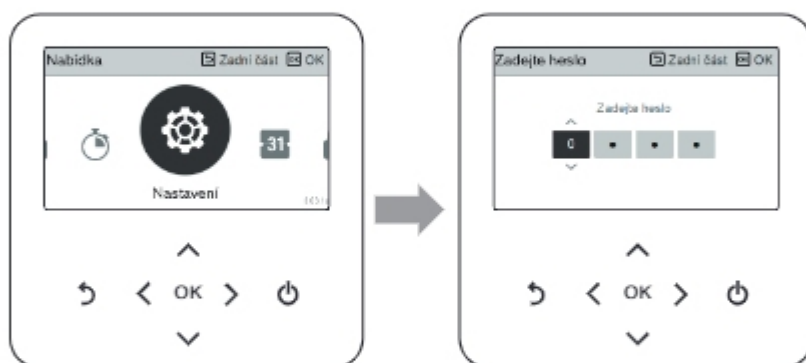 Nabídka Zadní část OK
31
Nastavení
OK
Zadejte heslo Zadní část OK
Zadejte heslo
0
OK